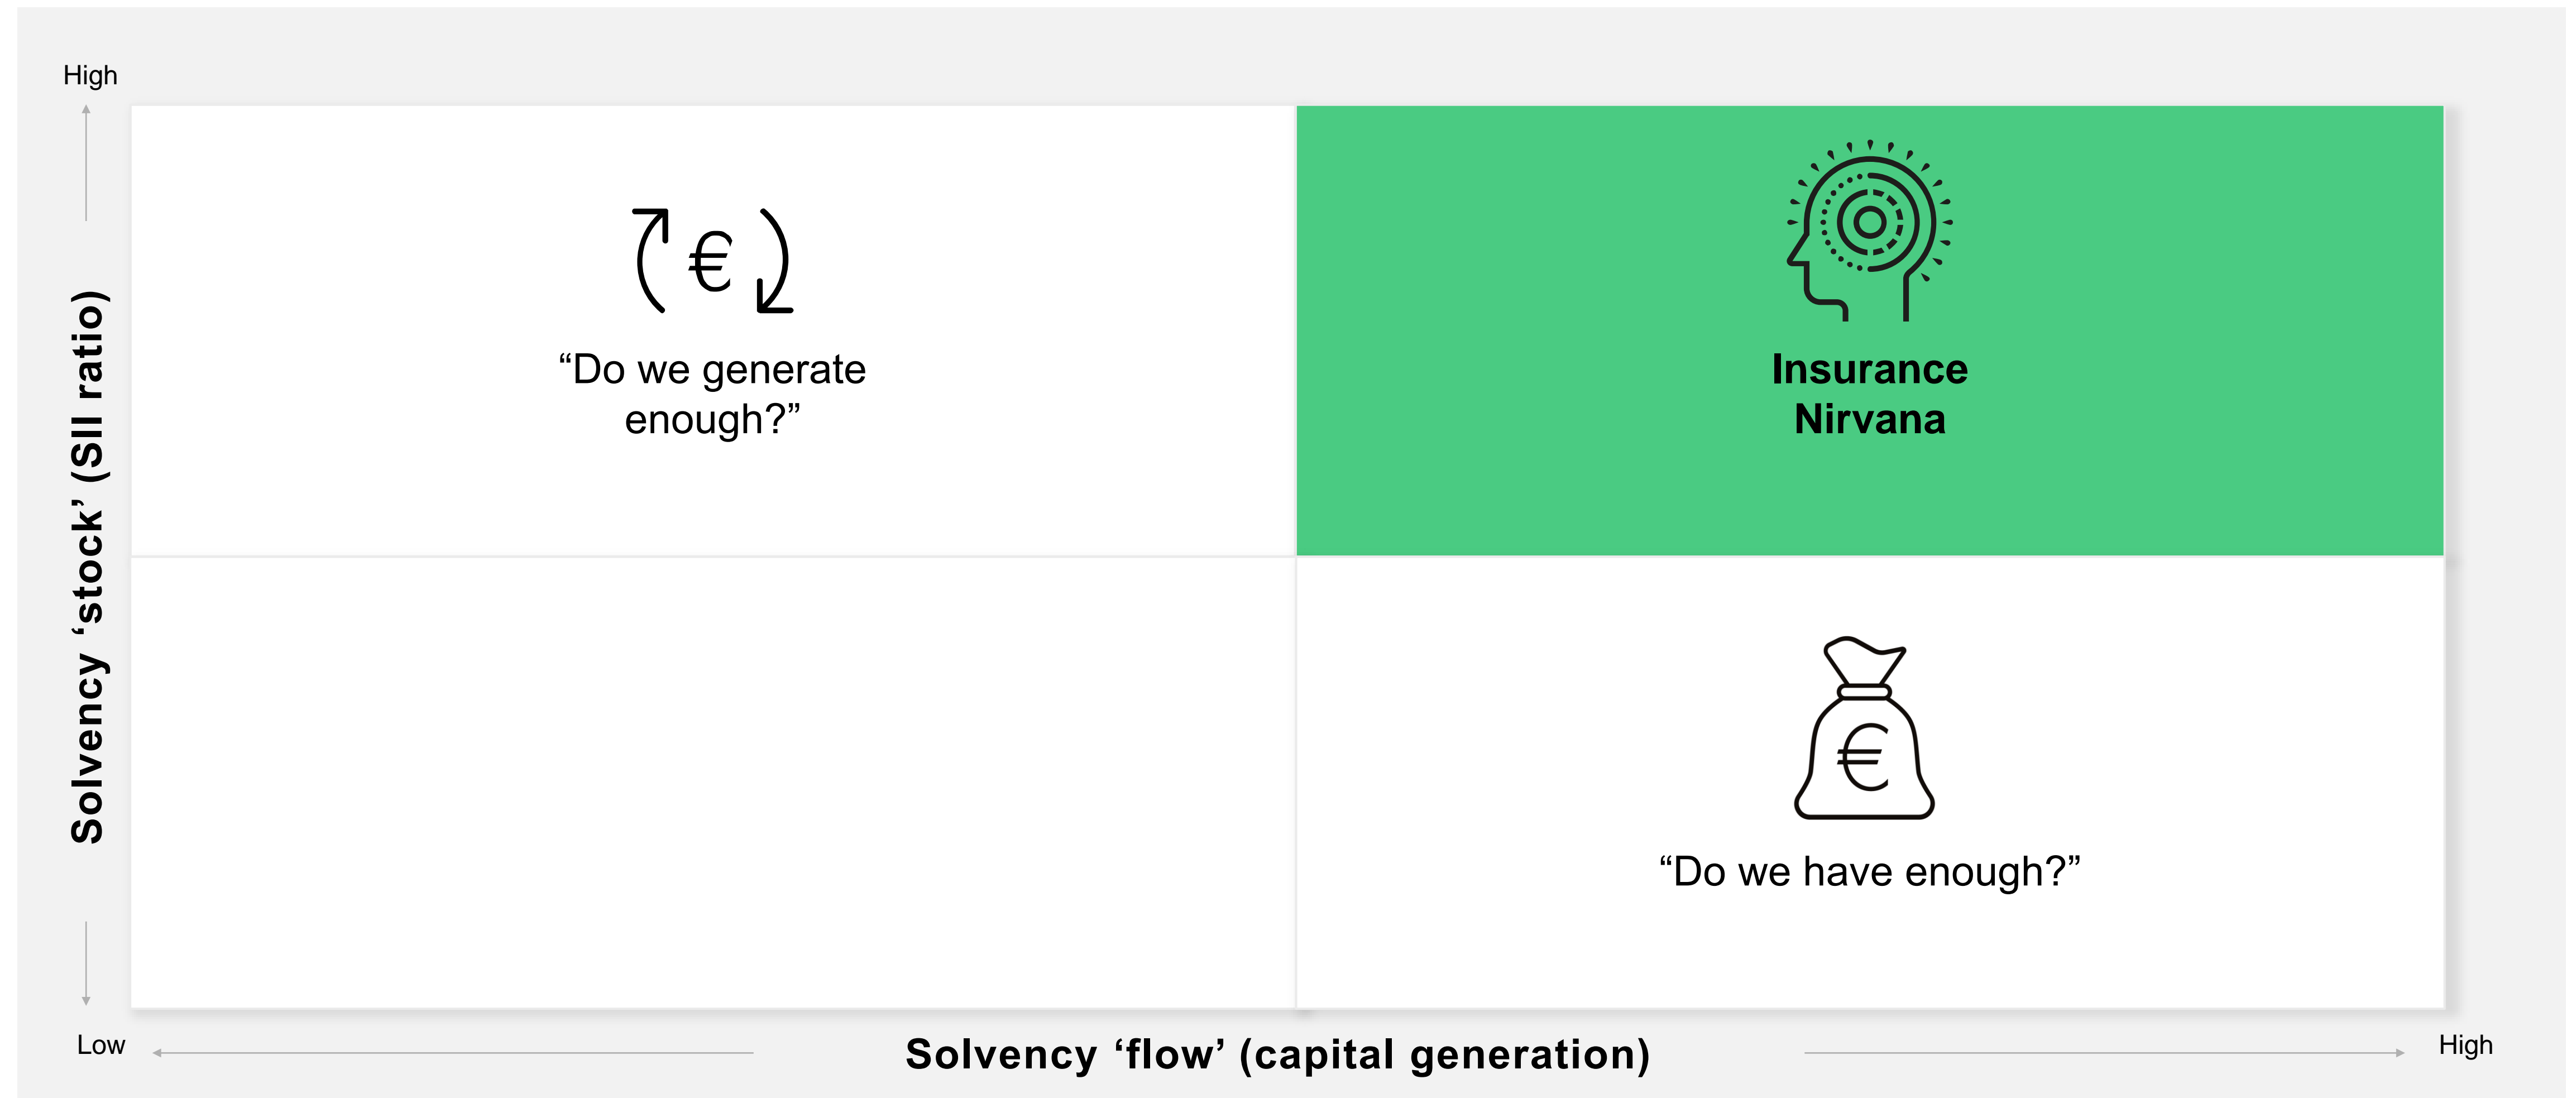 High
Solvency ‘stock’ (SII ratio)
“Do we generate
enough?”
Insurance
Nirvana
€
€
“Do we have enough?”
Low
Solvency ‘flow’ (capital generation)
High